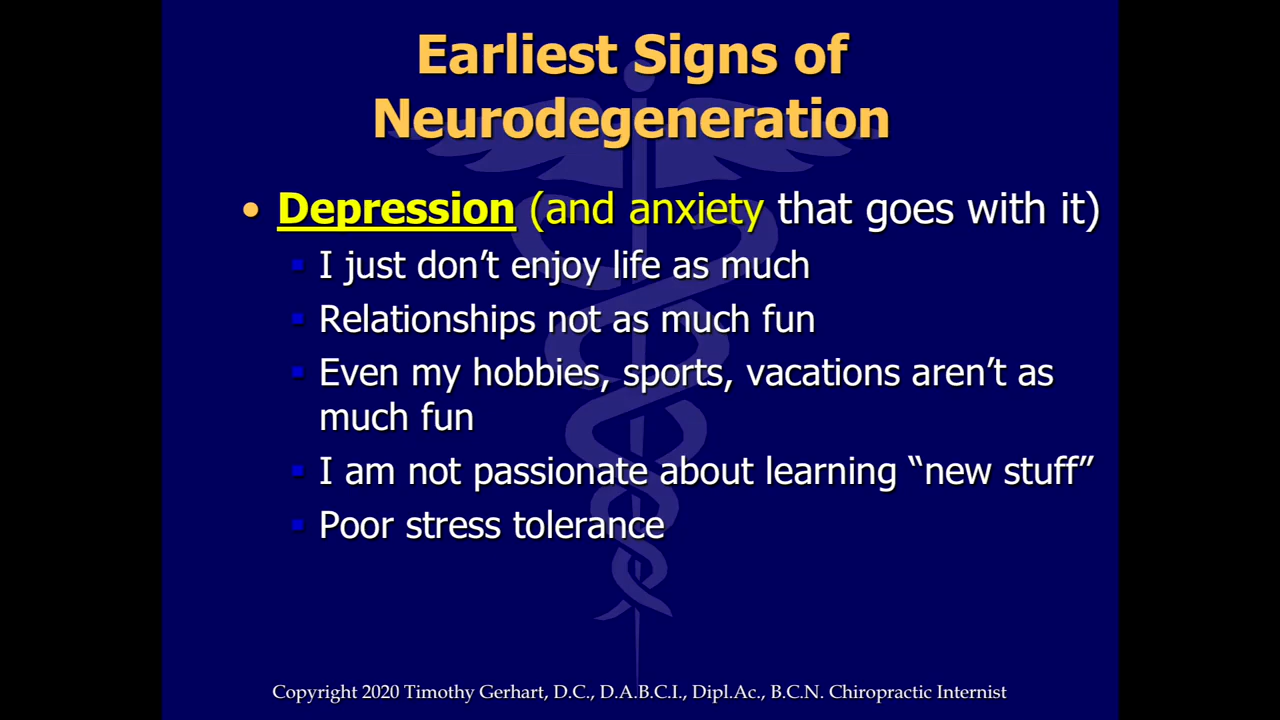 Earliest Signs of
Neurodegeneration
• Depression (and anxiety that goes with it)
▪ I just don’t enjoy life as much
▪ Relationships not as much fun
▪ Even my hobbies, sports, vacations aren’t as
much fun
▪ I am not passionate about learning “new stuff”
▪ Poor stress tolerance
Copyright 2020 Timothy Gerhart, D.C., D.A.B.C.I., Dipl.Ac., B.C.N. Chiropractic Internist